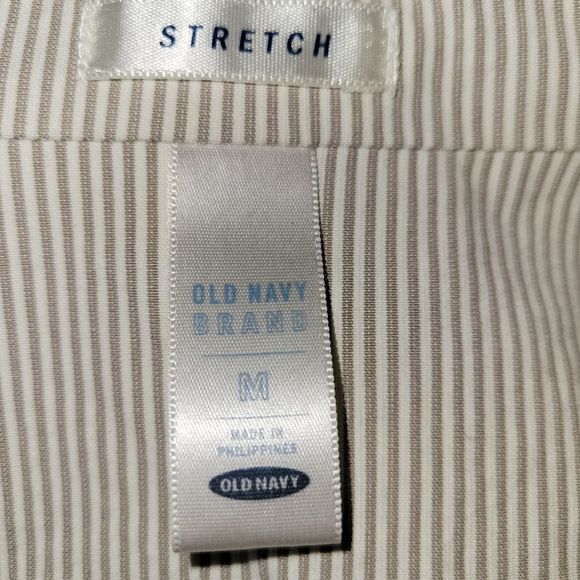 STRETCH
OLD NAVY
BRAND
M
MADE IN
PHILIPPINES
OLD NAVY